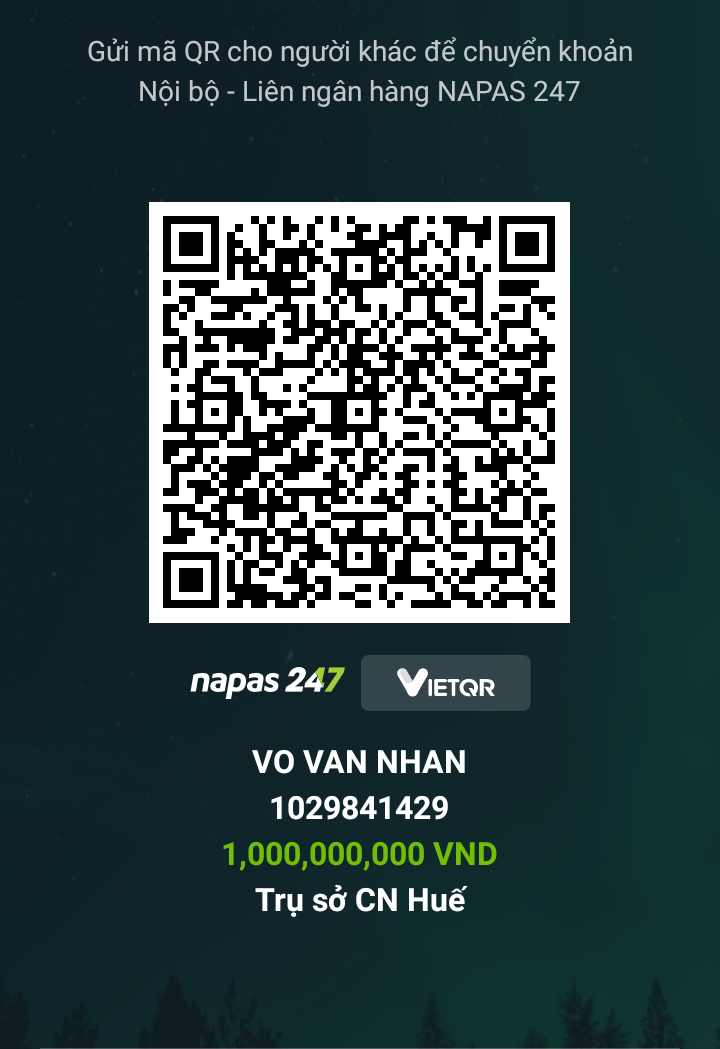 Gửi mã QR cho người khác để chuyển khoản
Nội bộ - Liên ngân hàng NAPAS 247
napas 247 VIETQR
VO VAN NHAN
1029841429
1,000,000,000 VND
Trụ sở CN Huế